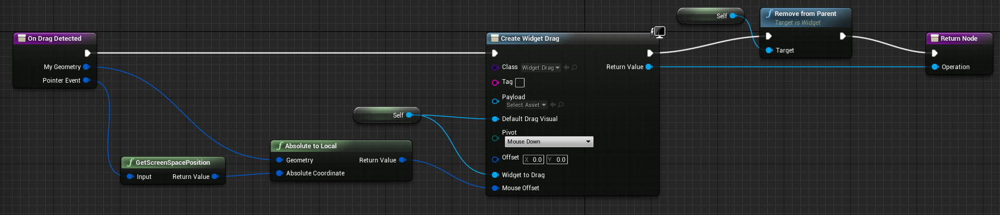 On Drag Detected
My Geometry
Pointer Event
GetScreenSpacePosition
Input Return Value
Absolute to Local
Geometry Return Value
Absolute Coordinate
Self
Create Widget Drag
Class Widget Drag Return Value
Tag
Payload
Select Asset
Default Drag Visual
Pivot
Mouse Down
Offset X 0.0 Y 0.0
Widget to Drag
Mouse Offset
Self
Remove from Parent
Target is Widget
Target
Return Node
Operation